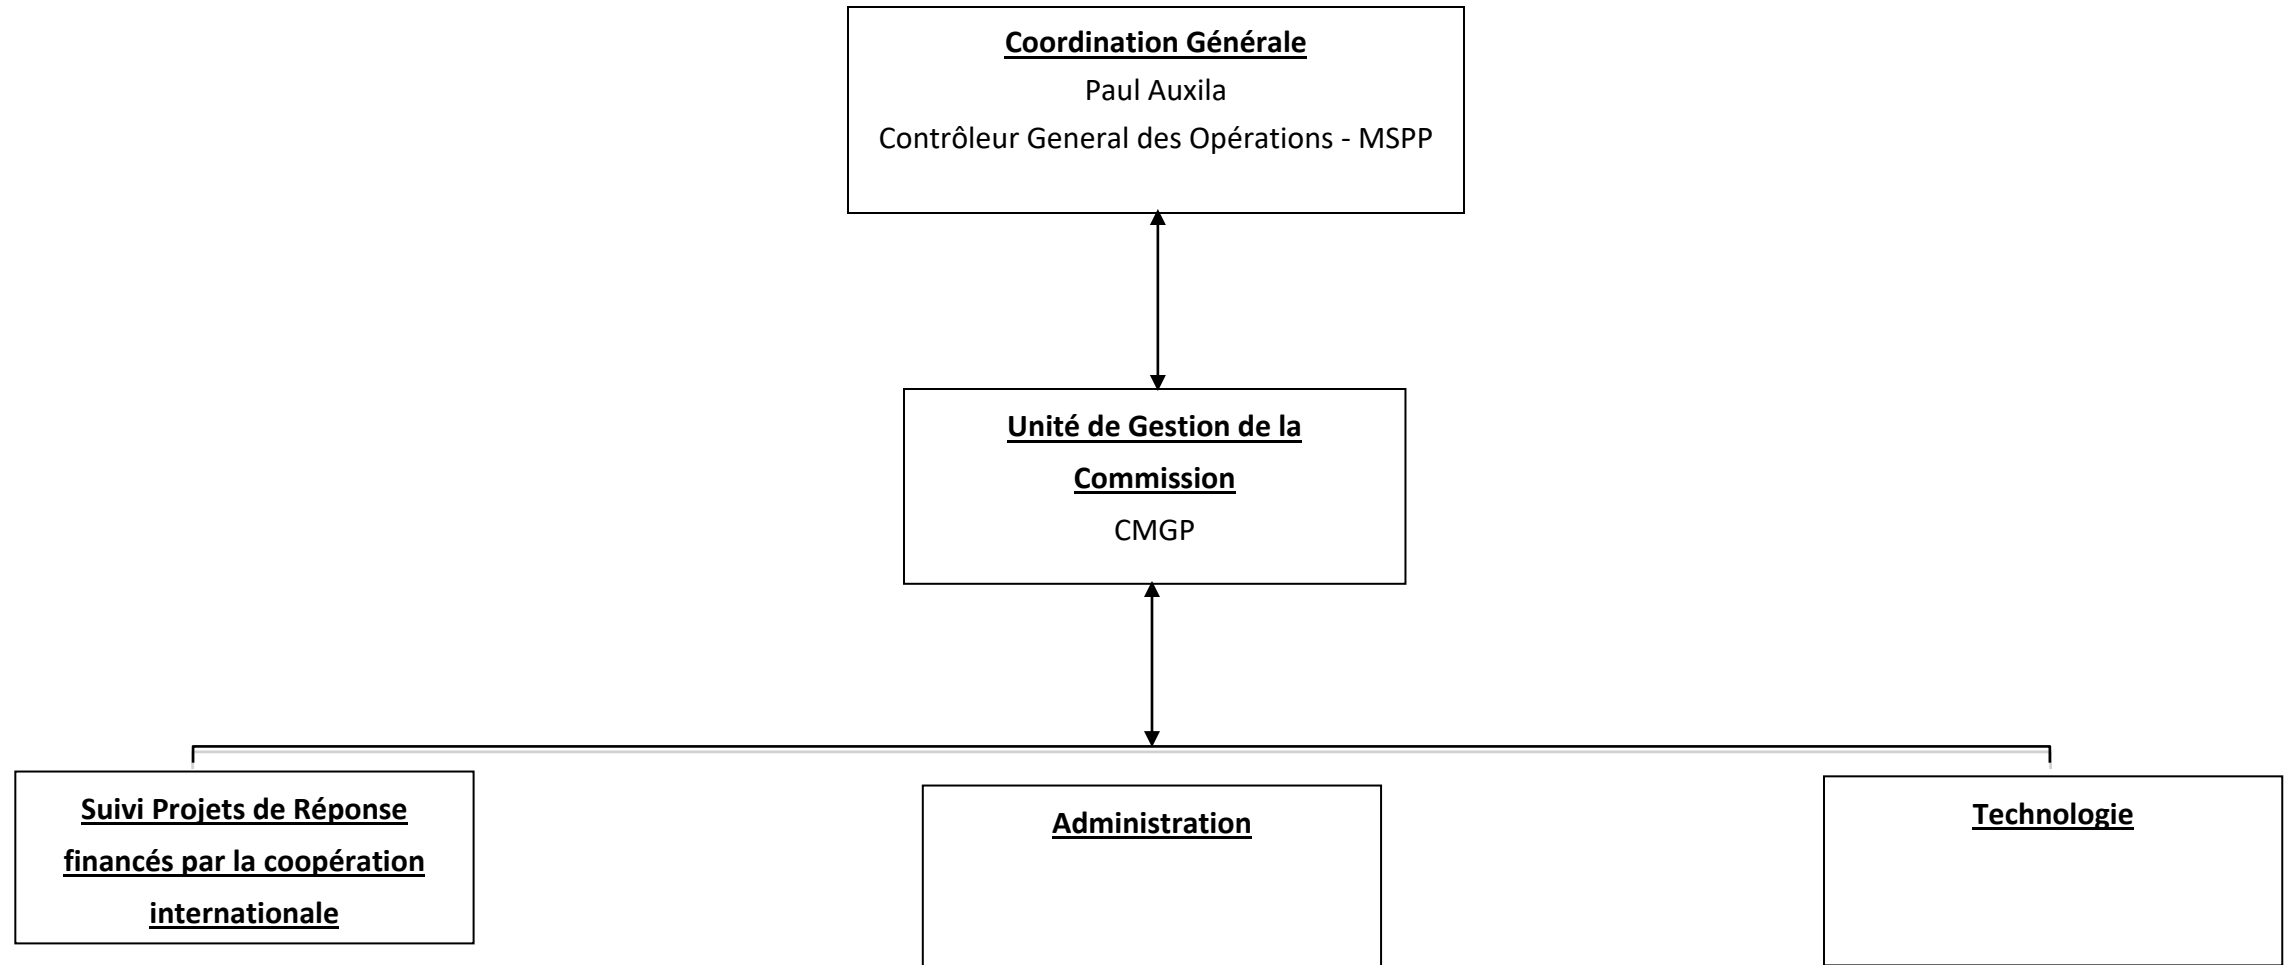 Coordination Générale
Paul Auxila
Contrôleur General des Opérations - MSPP
Unité de Gestion de la
Commission
CMGP
Suivi Projets de Réponse
financés par la coopération
internationale
Administration
Technologie